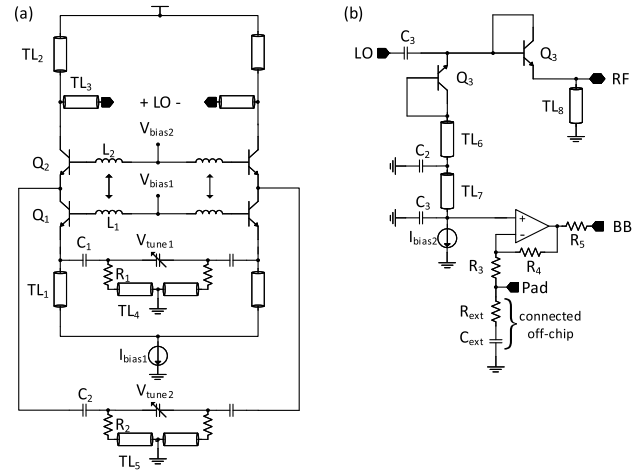 (a)
TL2
TL3
+ LO -
Vbias2
L2
Q2
Vbias1
Q1
L1
C1
Vtune1
R1
TL1
TL4
Ibias1
C2
Vtune2
R2
TL5
(b)
C3
LO
Q3
Q3
RF
TL8
TL6
C2
TL7
C3
+
-
Ibias2
R5
BB
R4
R3
Pad
Rext
connected
off-chip
Cext